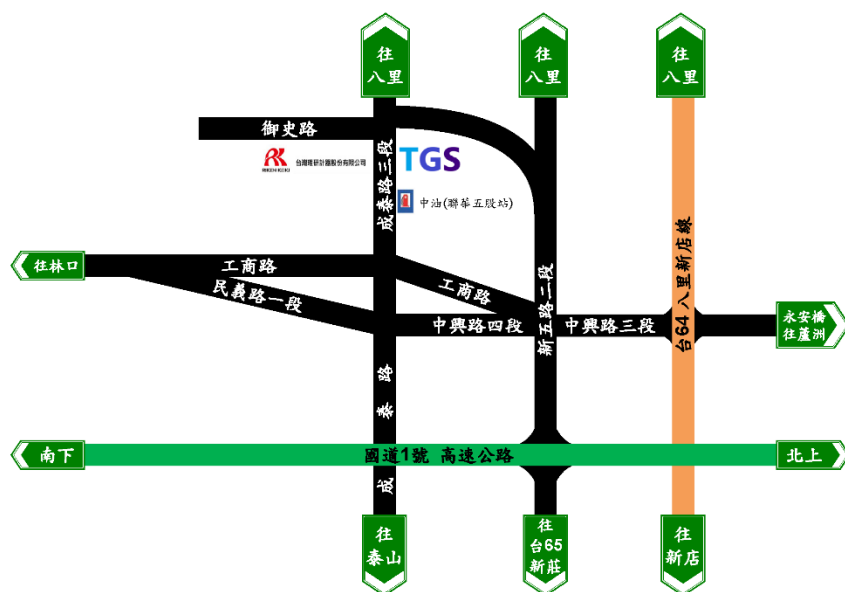 往
八里
往
八里
往
八里
御史路
台灣瓏研計器股份有限公司
TGS
中油(聯華五股站)
成泰路三段
往林口
工商路
民義路一段
工商路
新五路二段
台64 八里新店線
中興路四段
中興路三段
永安橋
往蘆洲
成泰路
南下
國道1號 高速公路
北上
往
泰山
往
台65
新莊
往
新店